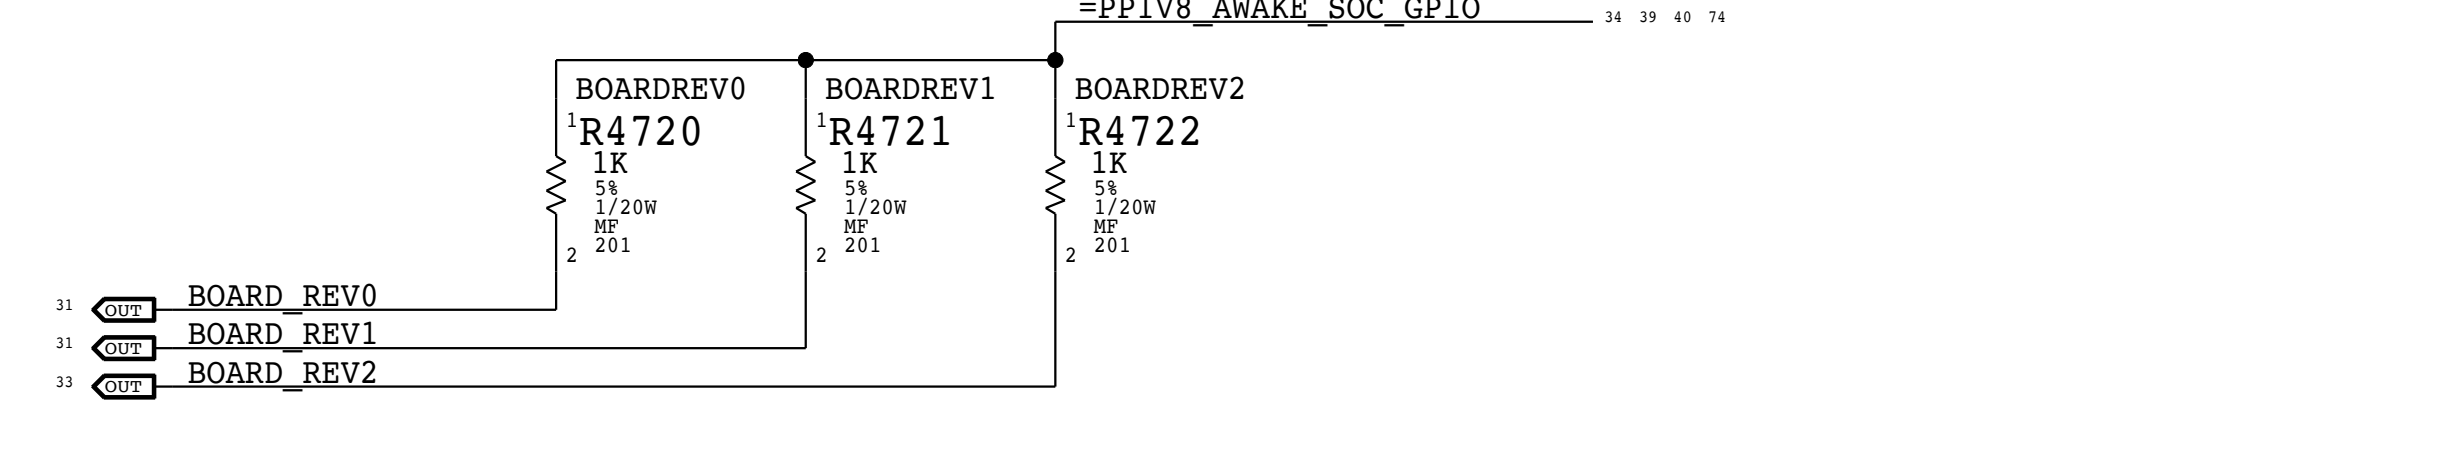 =PP1V8_AWAKE_SOC_GPIO 34 39 40 74
BOARDREV0 BOARDREV1 BOARDREV2
1 R4720 1 R4721 1 R4722
1K 1K 1K
5% 5% 5%
1/20W 1/20W 1/20W
MF MF MF
201 201 201
2 2 2
31 OUT BOARD_REV0
31 OUT BOARD_REV1
33 OUT BOARD_REV2